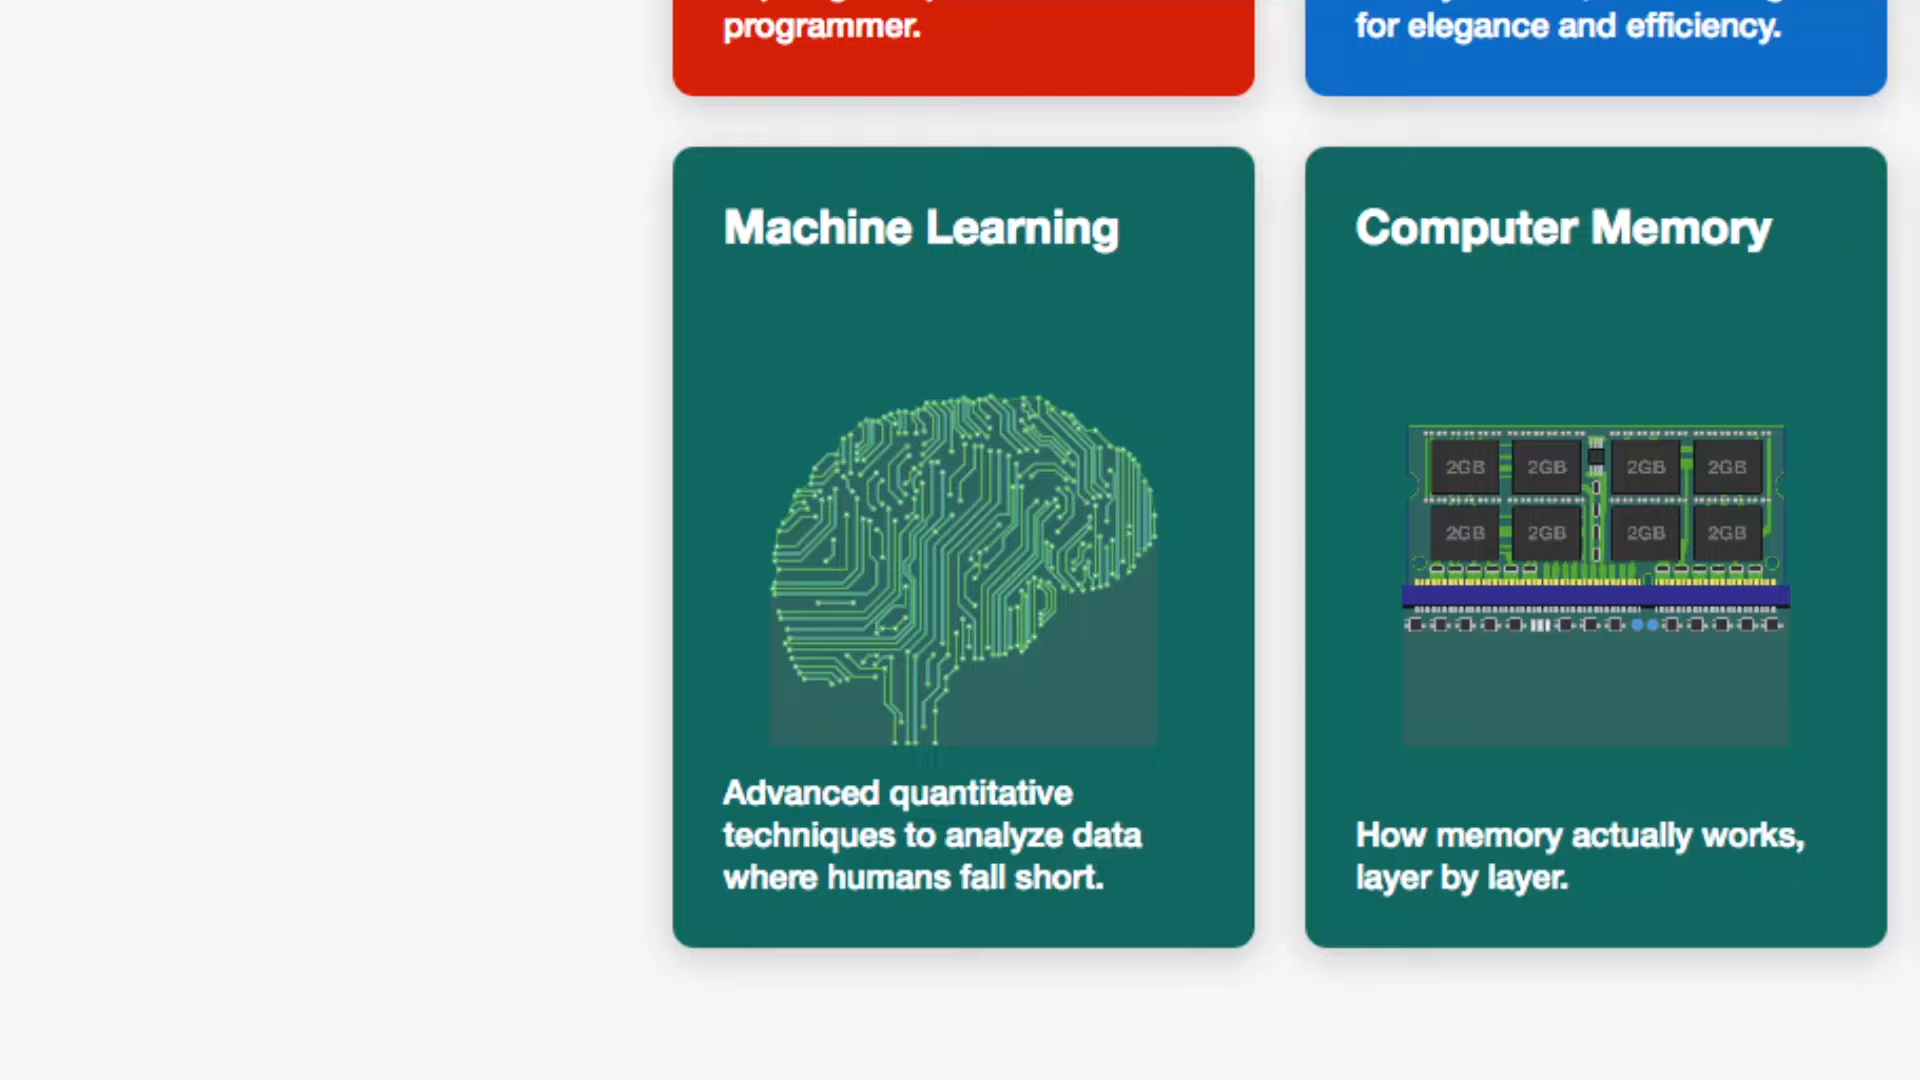 programmer.
for elegance and efficiency.
Machine Learning
Advanced quantitative
techniques to analyze data
where humans fall short.
Computer Memory
2GB 2GB 2GB 2GB
2GB 2GB 2GB 2GB
How memory actually works,
layer by layer.